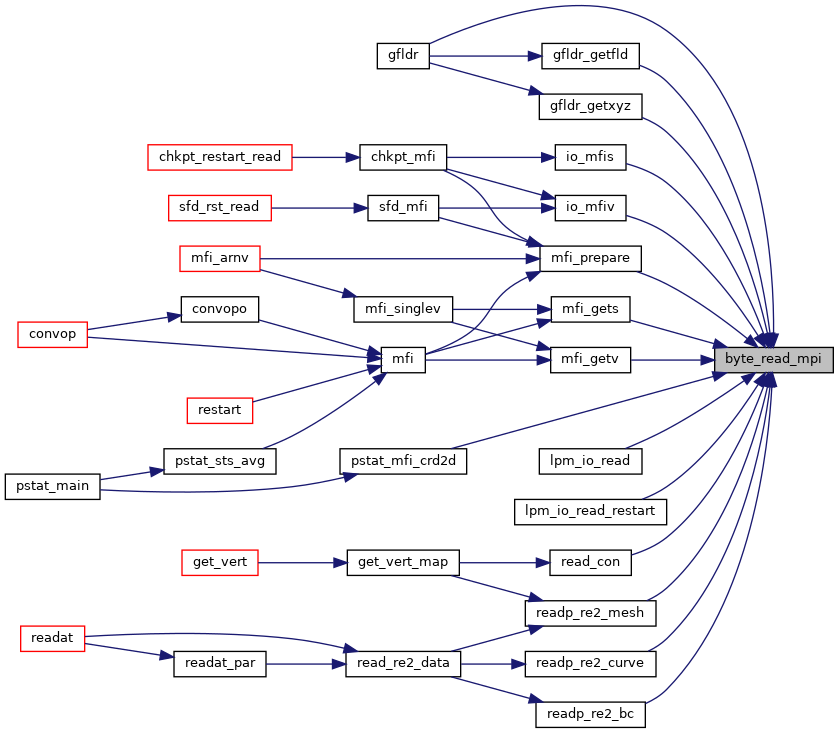 gfldr
gfldr_getfld
gfldr_getxyz
chkpt_restart_read
chkpt_mfi
io_mfis
sfd_rst_read
sfd_mfi
io_mfiv
mfi_arnv
mfi_prepare
convopo
mfi_singlev
mfi_gets
convop
mfi
mfi_getv
byte_read_mpi
restart
pstat_sts_avg
pstat_mfi_crd2d
lpm_io_read
pstat_main
lpm_io_read_restart
get_vert
get_vert_map
read_con
readp_re2_mesh
readat
readat_par
read_re2_data
readp_re2_curve
readp_re2_bc